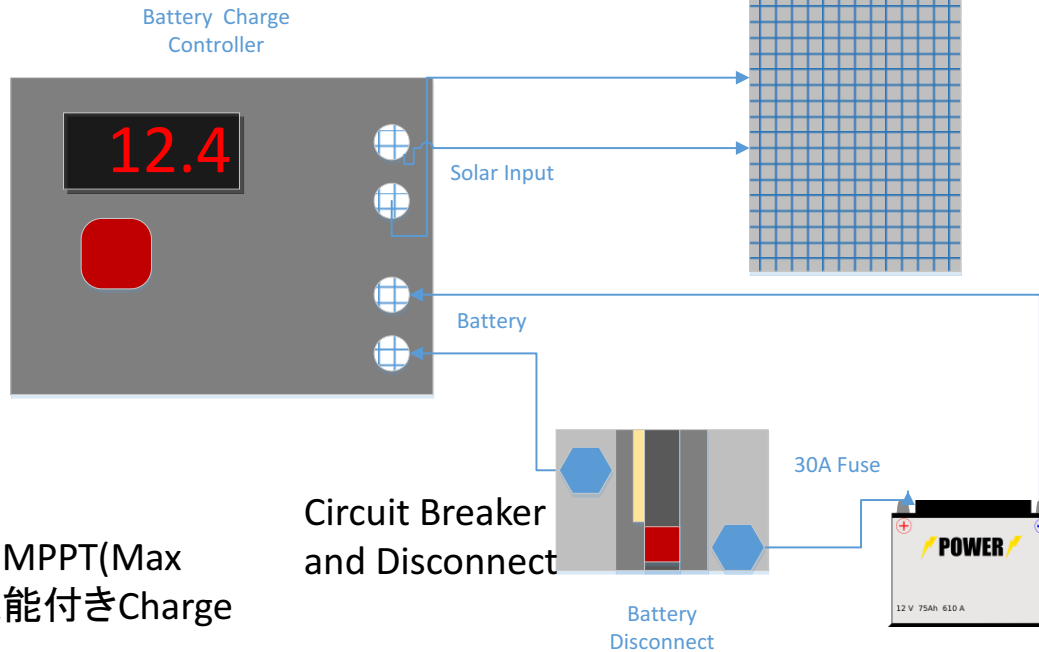 Battery Charge
Controller
12.4
Solar Input
Battery
30A Fuse
Circuit Breaker
and Disconnect
POWER
12 V 75Ah 610 A
MPPT(Max
能付きCharge
Battery
Disconnect